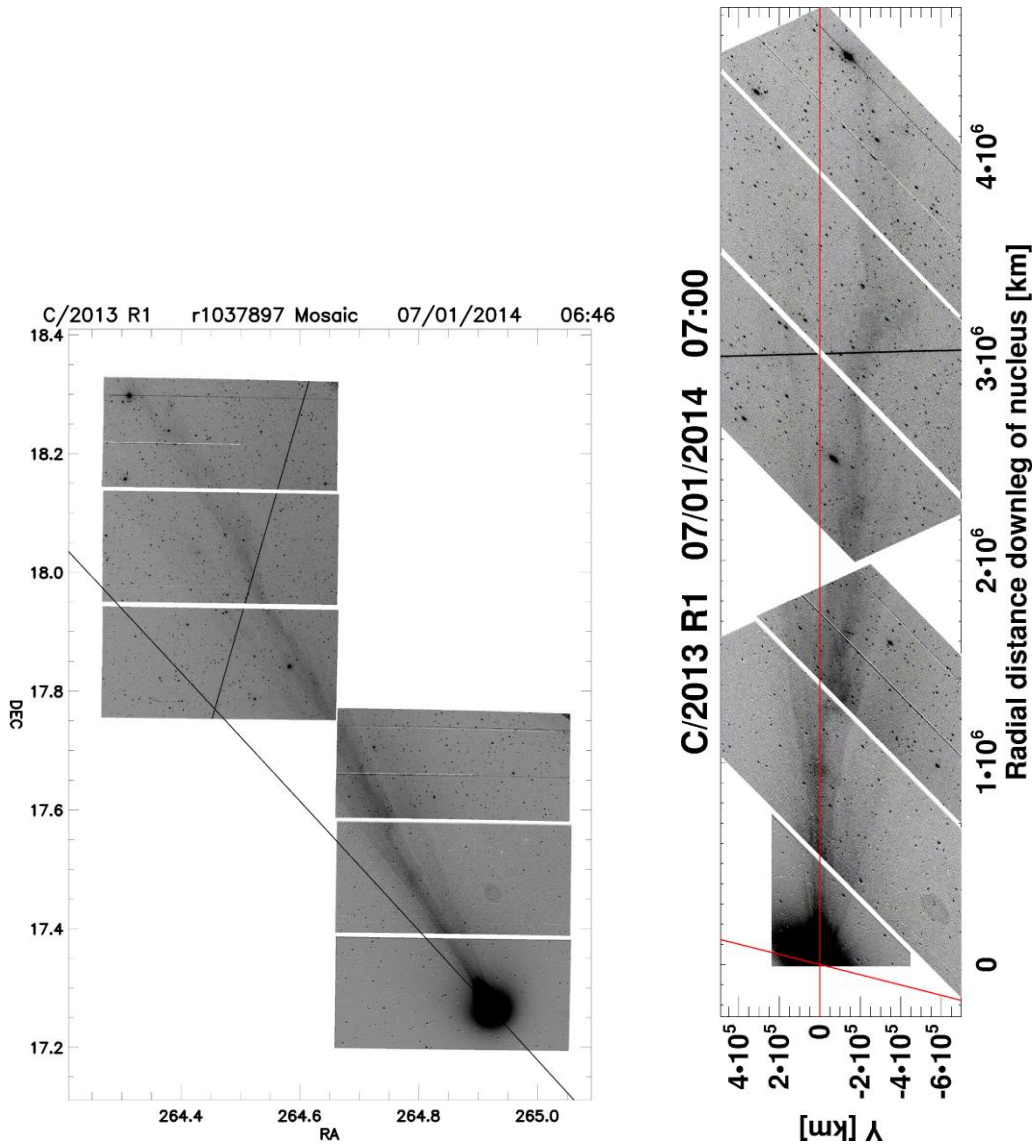 C/2013 R1 r1037897 Mosaic 07/01/2014 06:46
18.4
18.2
18.0
17.8
17.6
17.4
17.2
DEC
264.4 264.6 264.8 265.0
RA
C/2013 R1 07/01/2014 07:00
4•10⁶
3•10⁶
2•10⁶
1•10⁶
0
Radial distance downleg of nucleus [km]
4•10⁵ 2•10⁵ 0 -2•10⁵ -4•10⁵ -6•10⁵
Y [km]